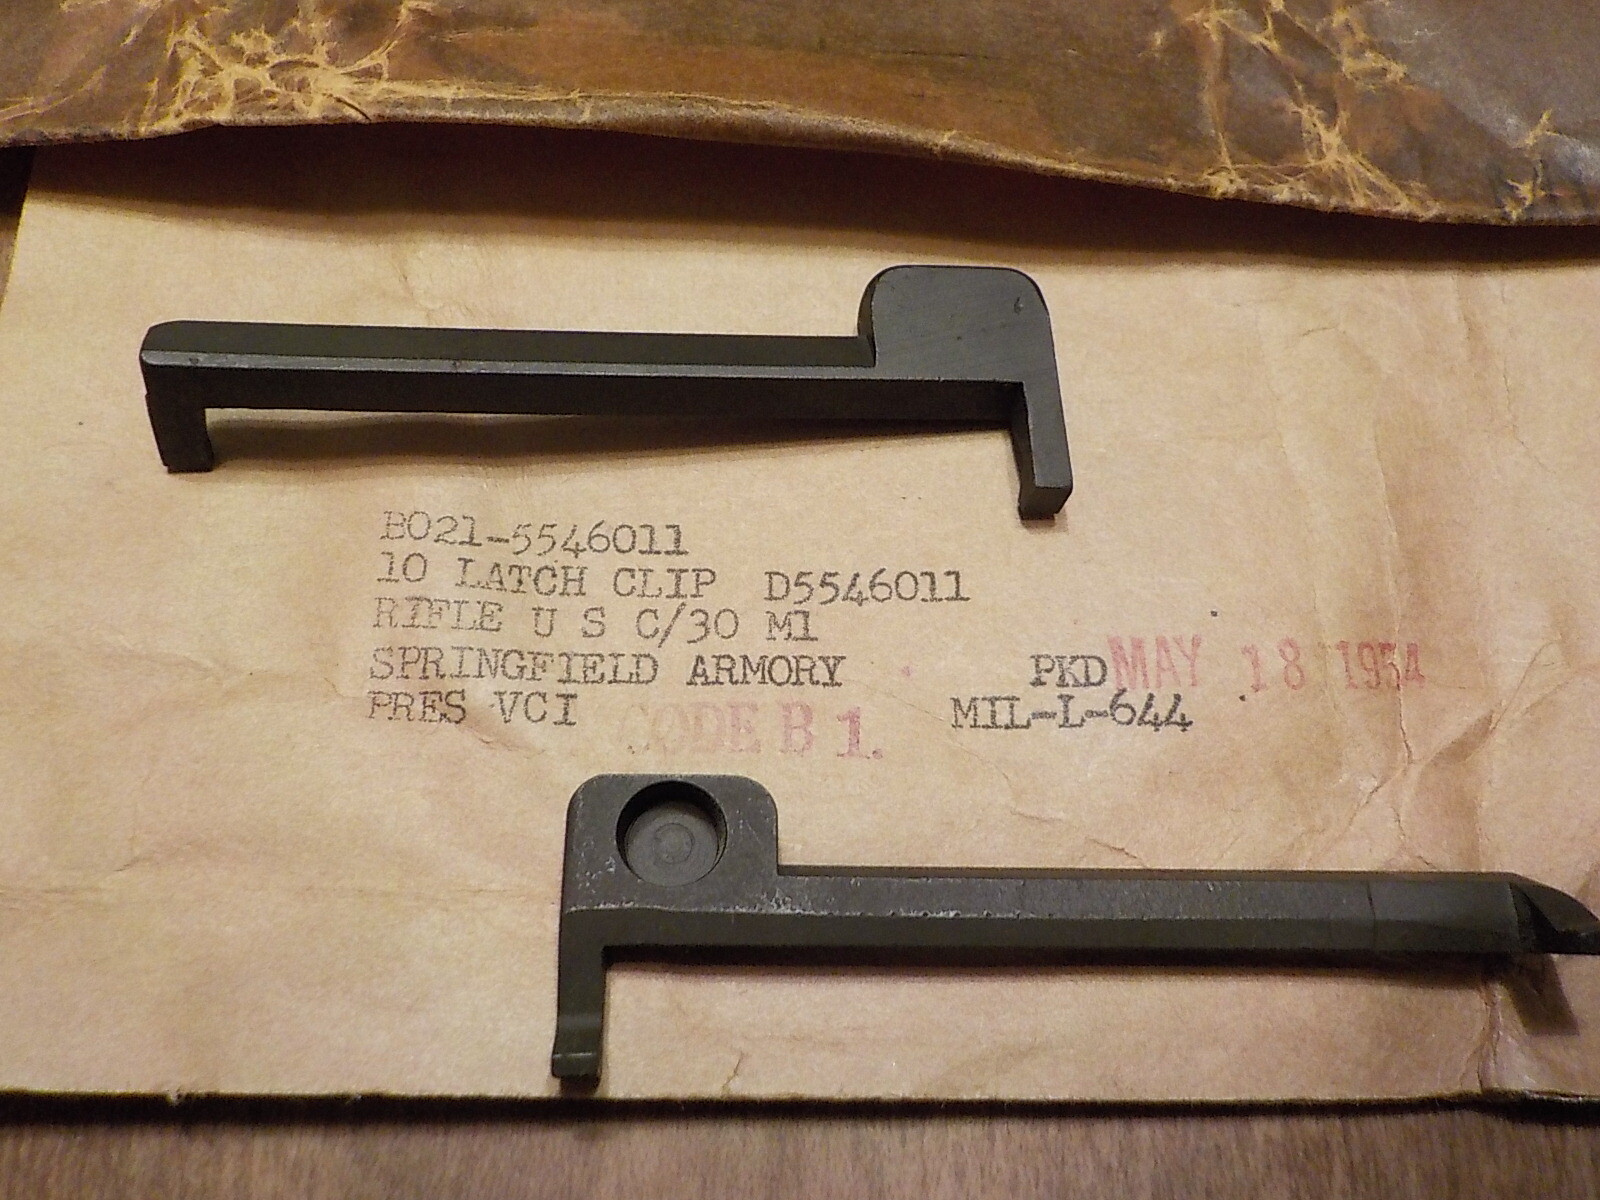 BO21-5546011
10 LATCH CLIP D5546011
RIFLE U S C/30 M1
SPRINGFIELD ARMORY PKD MAY 18 1954
PRES VCI CODE B 1. MIL-L-644